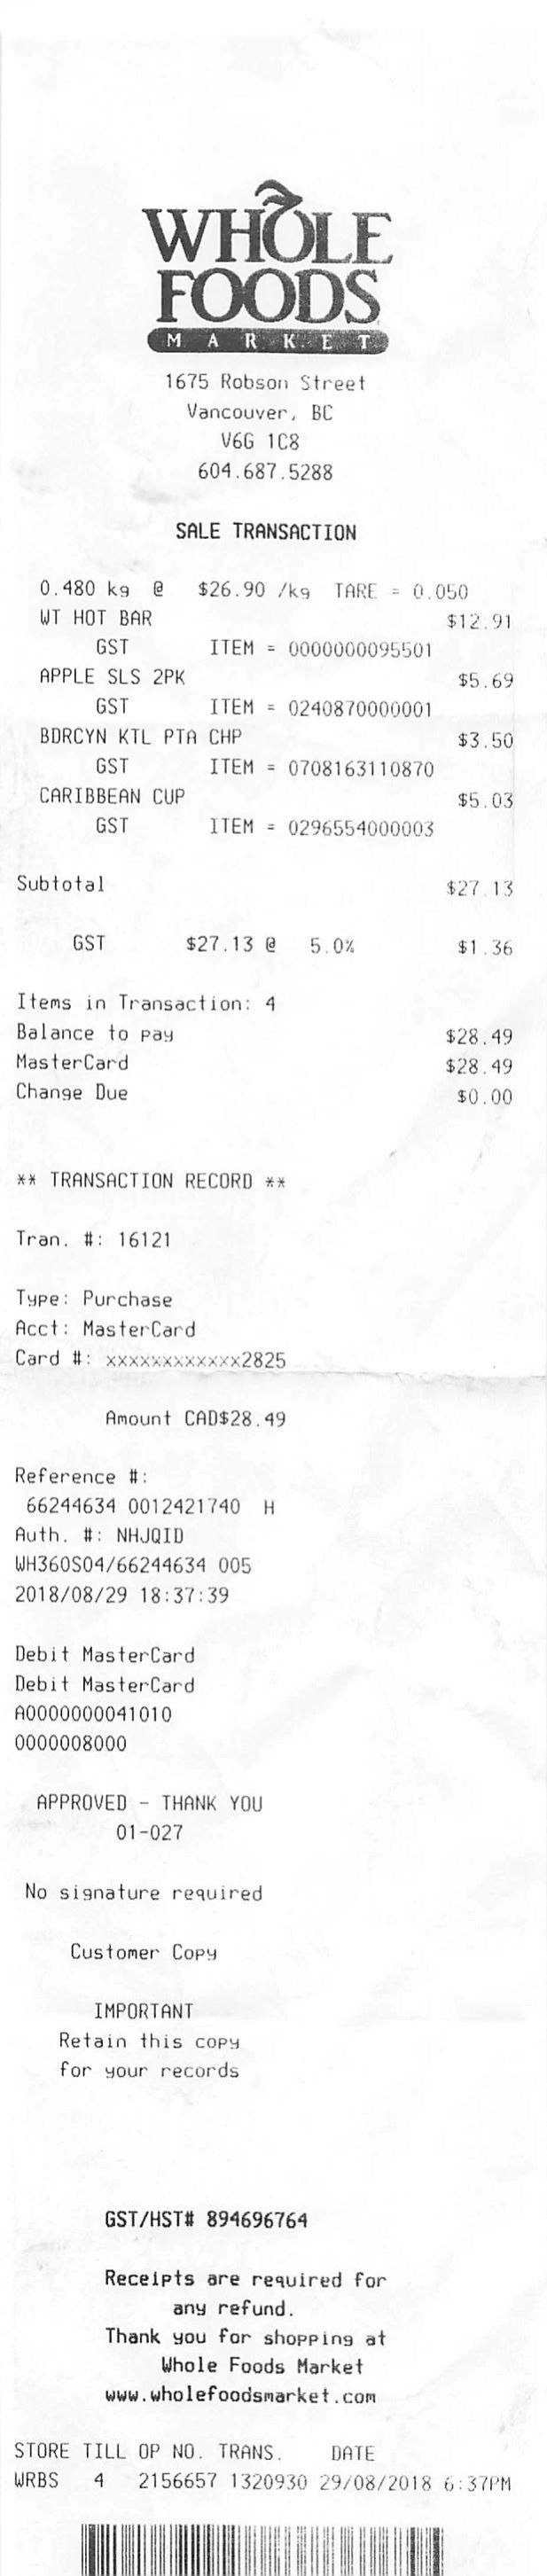 WHOLE
FOODS
MARKET
1675 Robson Street
Vancouver, BC
V6G 1C8
604.687.5288
SALE TRANSACTION
0.480 kg @ $26.90 /kg TARE = 0.050
WT HOT BAR $12.91
GST ITEM = 0000000095501
APPLE SLS 2PK $5.69
GST ITEM = 0240870000001
BDRCYN KTL PTA CHP $3.50
GST ITEM = 0708163110870
CARIBBEAN CUP $5.03
GST ITEM = 0296554000003
Subtotal $27.13
GST $27.13 @ 5.0% $1.36
Items in Transaction: 4
Balance to pay $28.49
MasterCard $28.49
Change Due $0.00
** TRANSACTION RECORD **
Tran. #: 16121
Type: Purchase
Acct: MasterCard
Card #: xxxxxxxxxxxx2825
Amount CAD$28.49
Reference #:
66244634 0012421740 H
Auth. #: NHJQID
WH360S04/66244634 005
2018/08/29 18:37:39
Debit MasterCard
Debit MasterCard
A0000000041010
0000008000
APPROVED - THANK YOU
01-027
No signature required
Customer Copy
IMPORTANT
Retain this copy
for your records
GST/HST# 894696764
Receipts are required for
any refund.
Thank you for shopping at
Whole Foods Market
www.wholefoodsmarket.com
STORE TILL OP NO. TRANS. DATE
WRBS 4 2156657 1320930 29/08/2018 6:37PM